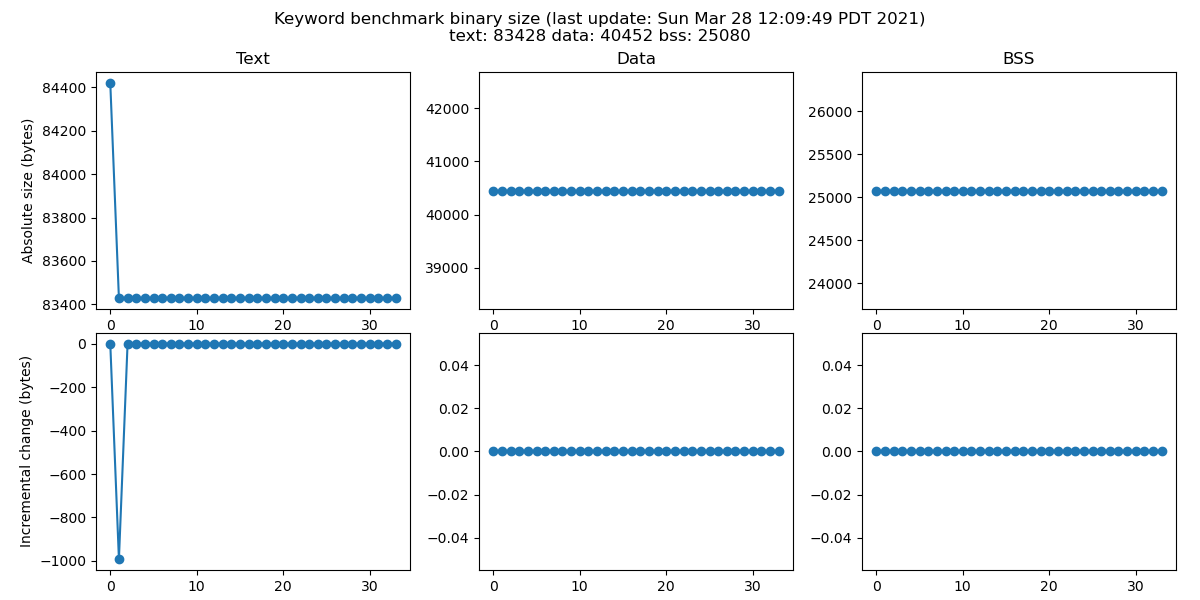 Keyword benchmark binary size (last update: Sun Mar 28 12:09:49 PDT 2021)
text: 83428 data: 40452 bss: 25080
Text
Data
BSS
Absolute size (bytes)
84400
84200
84000
83800
83600
83400
0 10 20 30
42000
41000
40000
39000
0 10 20 30
26000
25500
25000
24500
24000
0 10 20 30
Incremental change (bytes)
0
−200
−400
−600
−800
−1000
0 10 20 30
0.04
0.02
0.00
−0.02
−0.04
0 10 20 30
0.04
0.02
0.00
−0.02
−0.04
0 10 20 30